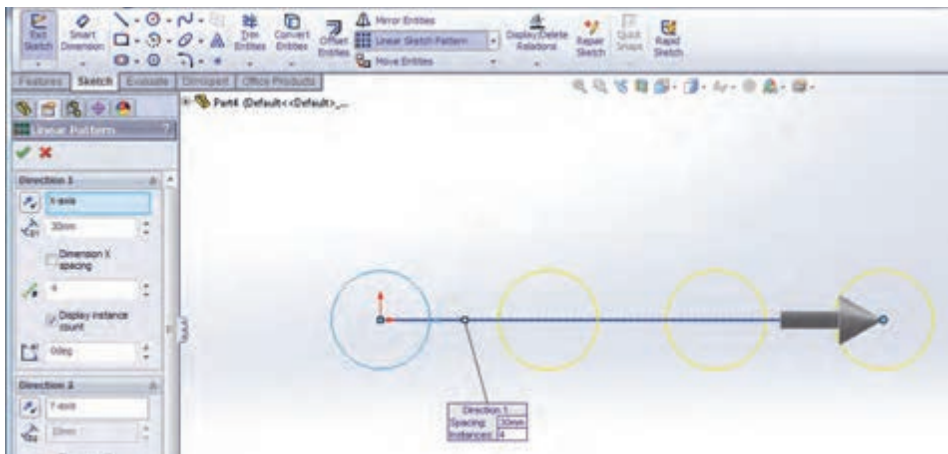 Mirror Entities
Exit Sketch
Smart Dimension
Trim Entities
Convert Entities
Offset Entities
Linear Sketch Pattern
Display/Delete Relations
Repair Sketch
Quick Snaps
Rapid Sketch
Move Entities
Features Sketch Evaluate DimXpert Office Products
Part4 (Default<<Default>_...
Linear Pattern ?
Direction 1
X-axis
30mm
Dimension X spacing
4
Display instance count
0deg
Direction 2
Y-axis
Direction 1
Spacing: 30mm
Instances: 4